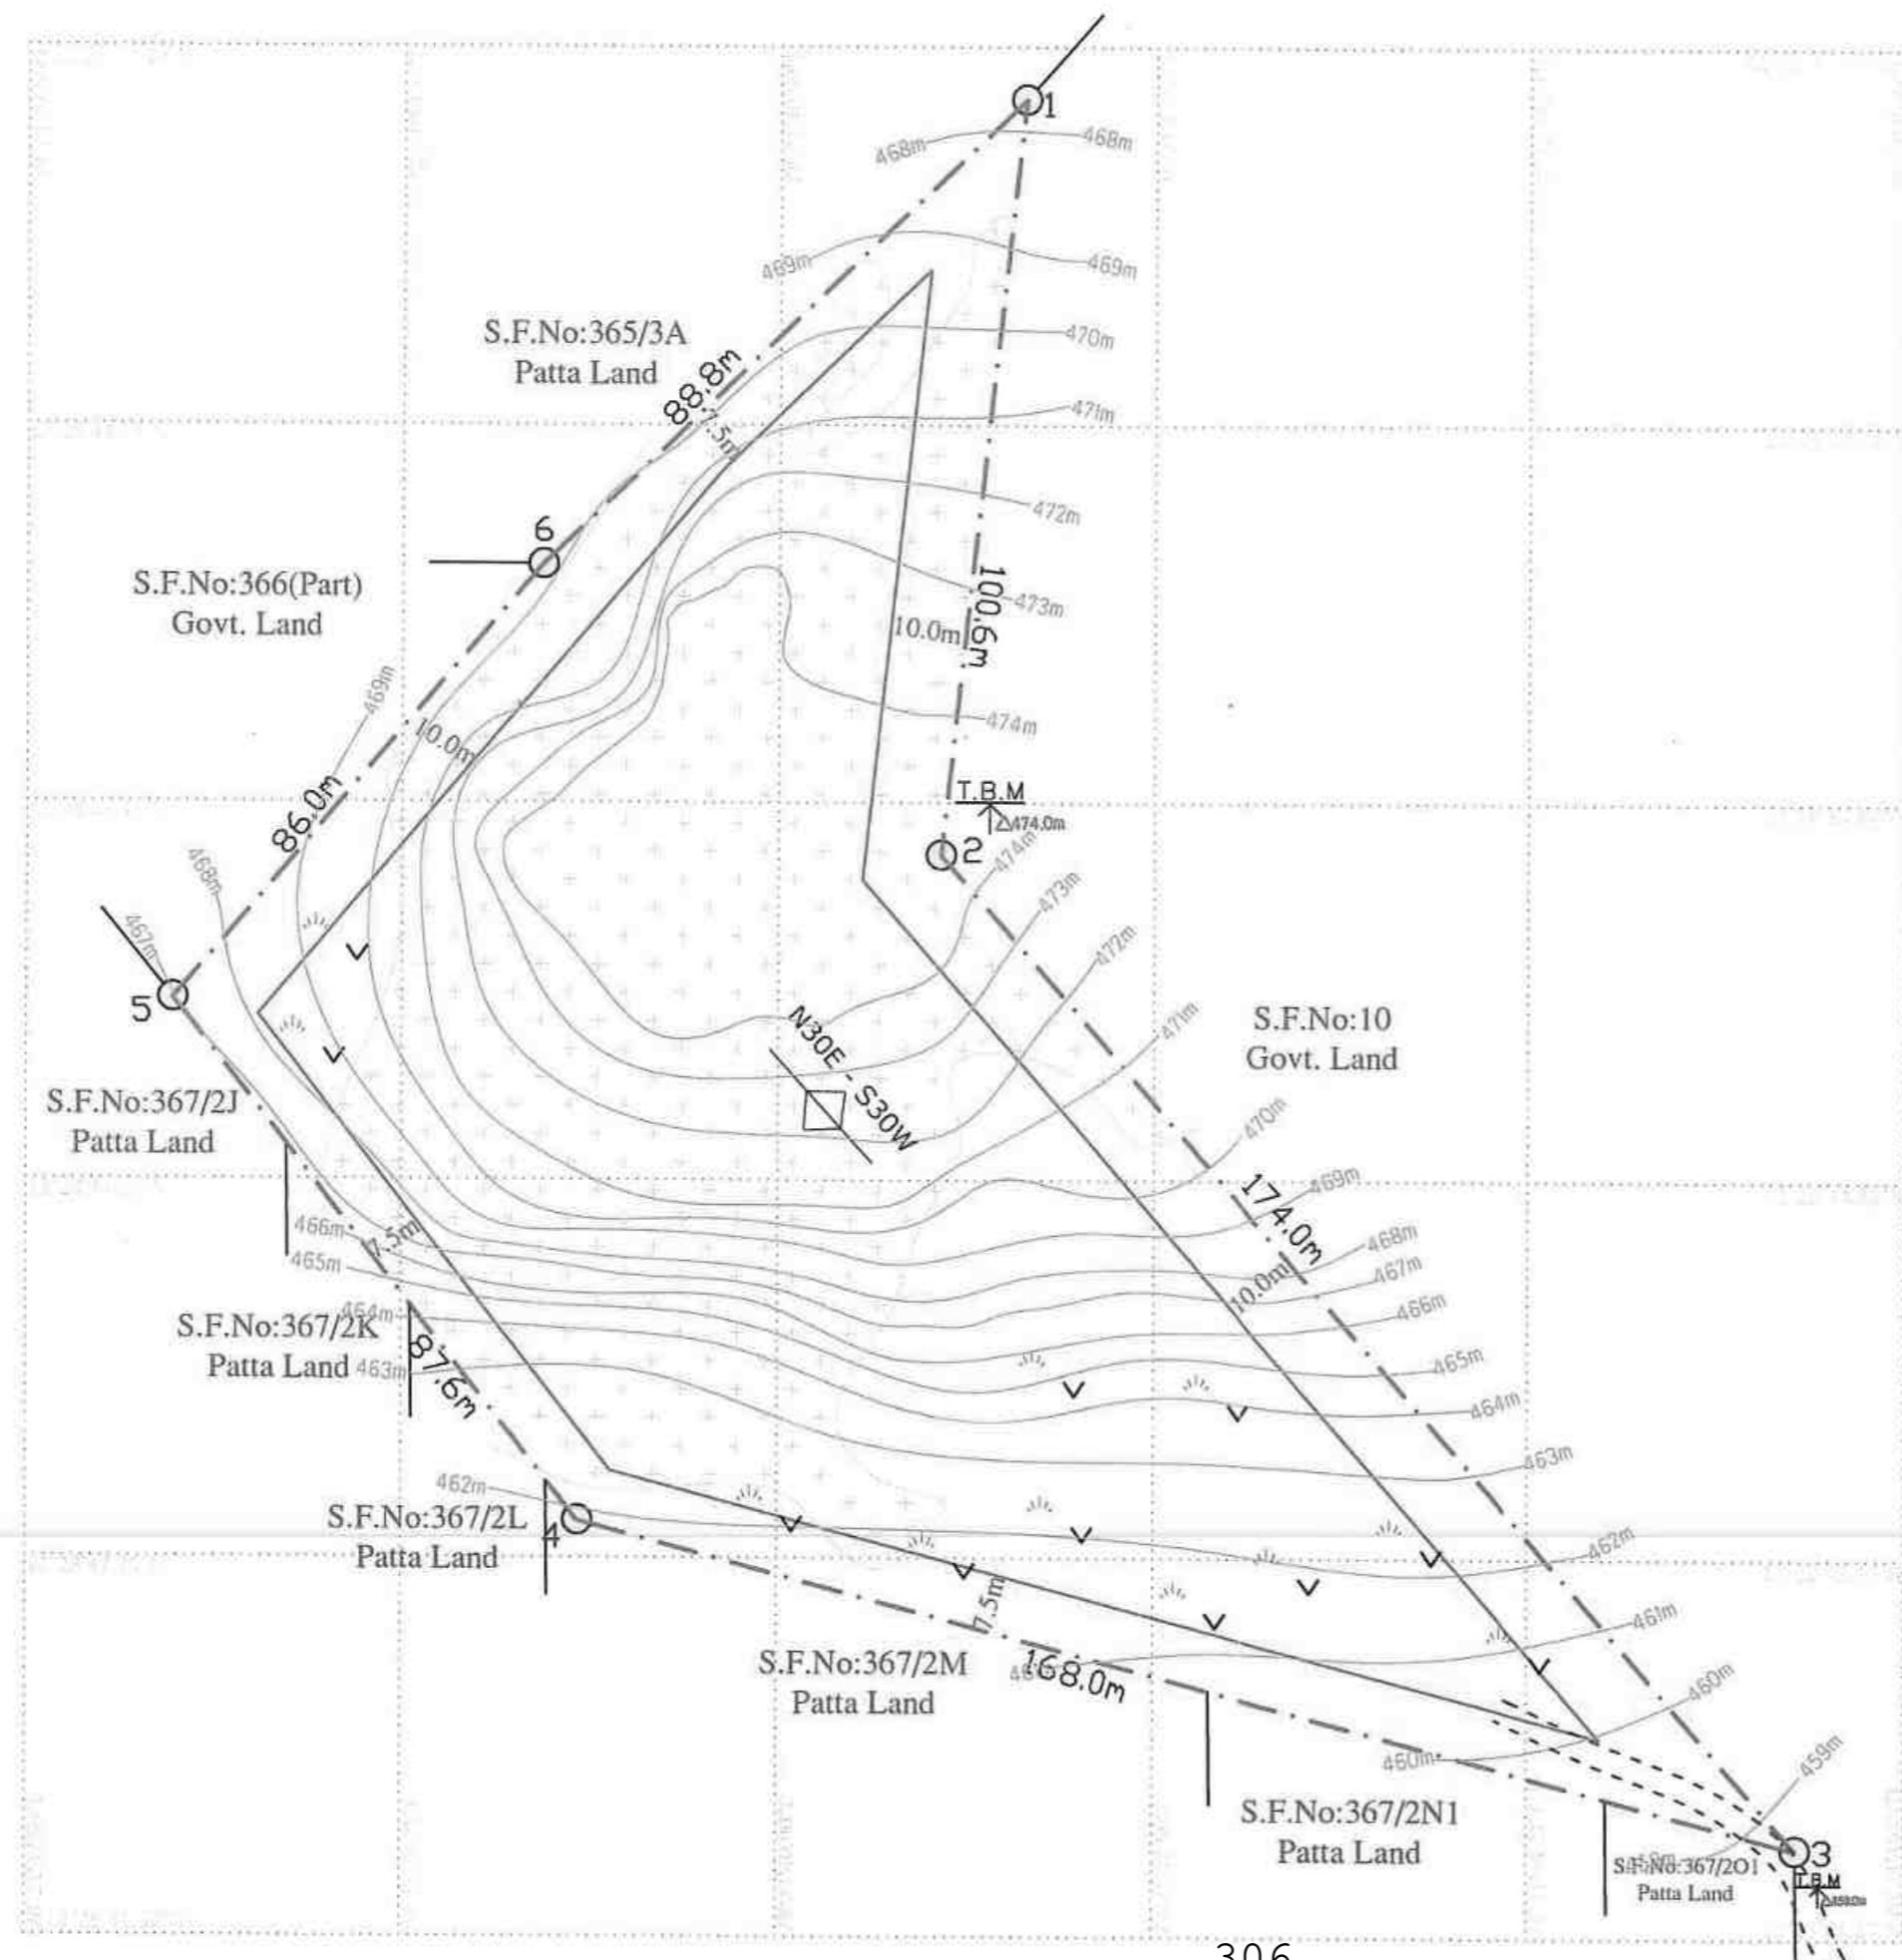 1
468m
468m
469m
469m
S.F.No:365/3A
Patta Land
470m
88.8m
7.5m
471m
472m
6
S.F.No:366(Part)
Govt. Land
473m
100.6m
10.0m
469m
474m
10.0m
T.B.M
474.0m
86.0m
2
474m
468m
473m
467m
472m
5
N30E - S30W
471m
S.F.No:10
Govt. Land
S.F.No:367/2J
Patta Land
470m
469m
174.0m
466m
7.5m
468m
465m
467m
10.0m
S.F.No:367/2K
Patta Land
464m
466m
463m
87.6m
465m
464m
463m
462m
S.F.No:367/2L
Patta Land
4
462m
7.5m
461m
S.F.No:367/2M
Patta Land
168.0m
460m
460m
459m
S.F.No:367/2N1
Patta Land
3
S.F.No:367/2O1
Patta Land
T.B.M
306